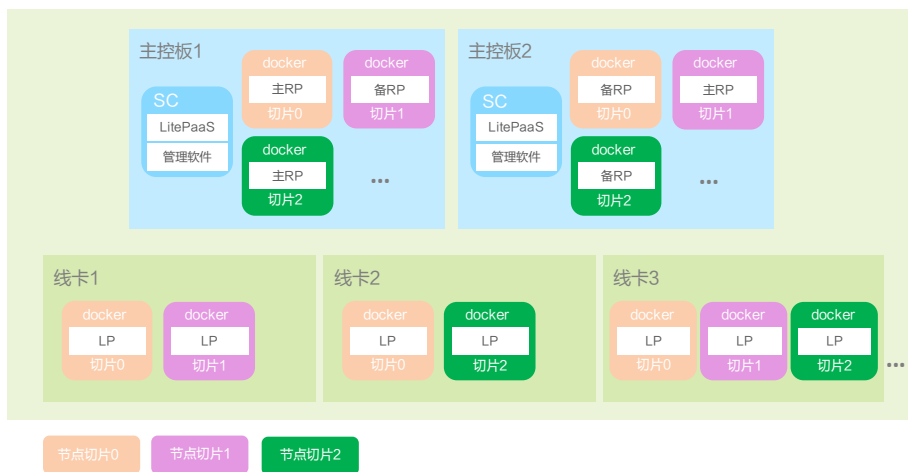 主控板1
docker
主RP
切片0
docker
备RP
切片1
SC
LitePaaS
管理软件
docker
主RP
切片2
...
主控板2
docker
备RP
切片0
docker
主RP
切片1
SC
LitePaaS
管理软件
docker
备RP
切片2
...
线卡1
docker
LP
切片0
docker
LP
切片1
线卡2
docker
LP
切片0
docker
LP
切片2
线卡3
docker
LP
切片0
docker
LP
切片1
docker
LP
切片2
...
节点切片0
节点切片1
节点切片2